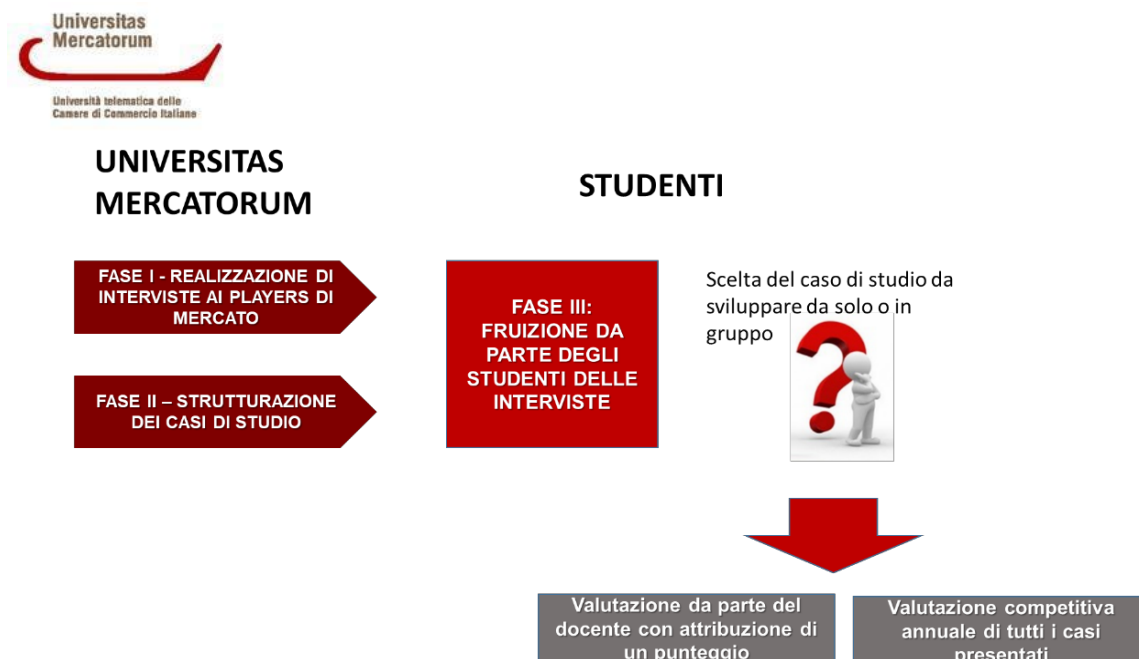 Universitas
Mercatorum
Università telematica delle
Camere di Commercio Italiane
UNIVERSITAS
MERCATORUM
STUDENTI
FASE I - REALIZZAZIONE DI
INTERVISTE AI PLAYERS DI
MERCATO
FASE II – STRUTTURAZIONE
DEI CASI DI STUDIO
FASE III:
FRUIZIONE DA
PARTE DEGLI
STUDENTI DELLE
INTERVISTE
Scelta del caso di studio da
sviluppare da solo o in
gruppo
Valutazione da parte del
docente con attribuzione di
un punteggio
Valutazione competitiva
annuale di tutti i casi
presentati